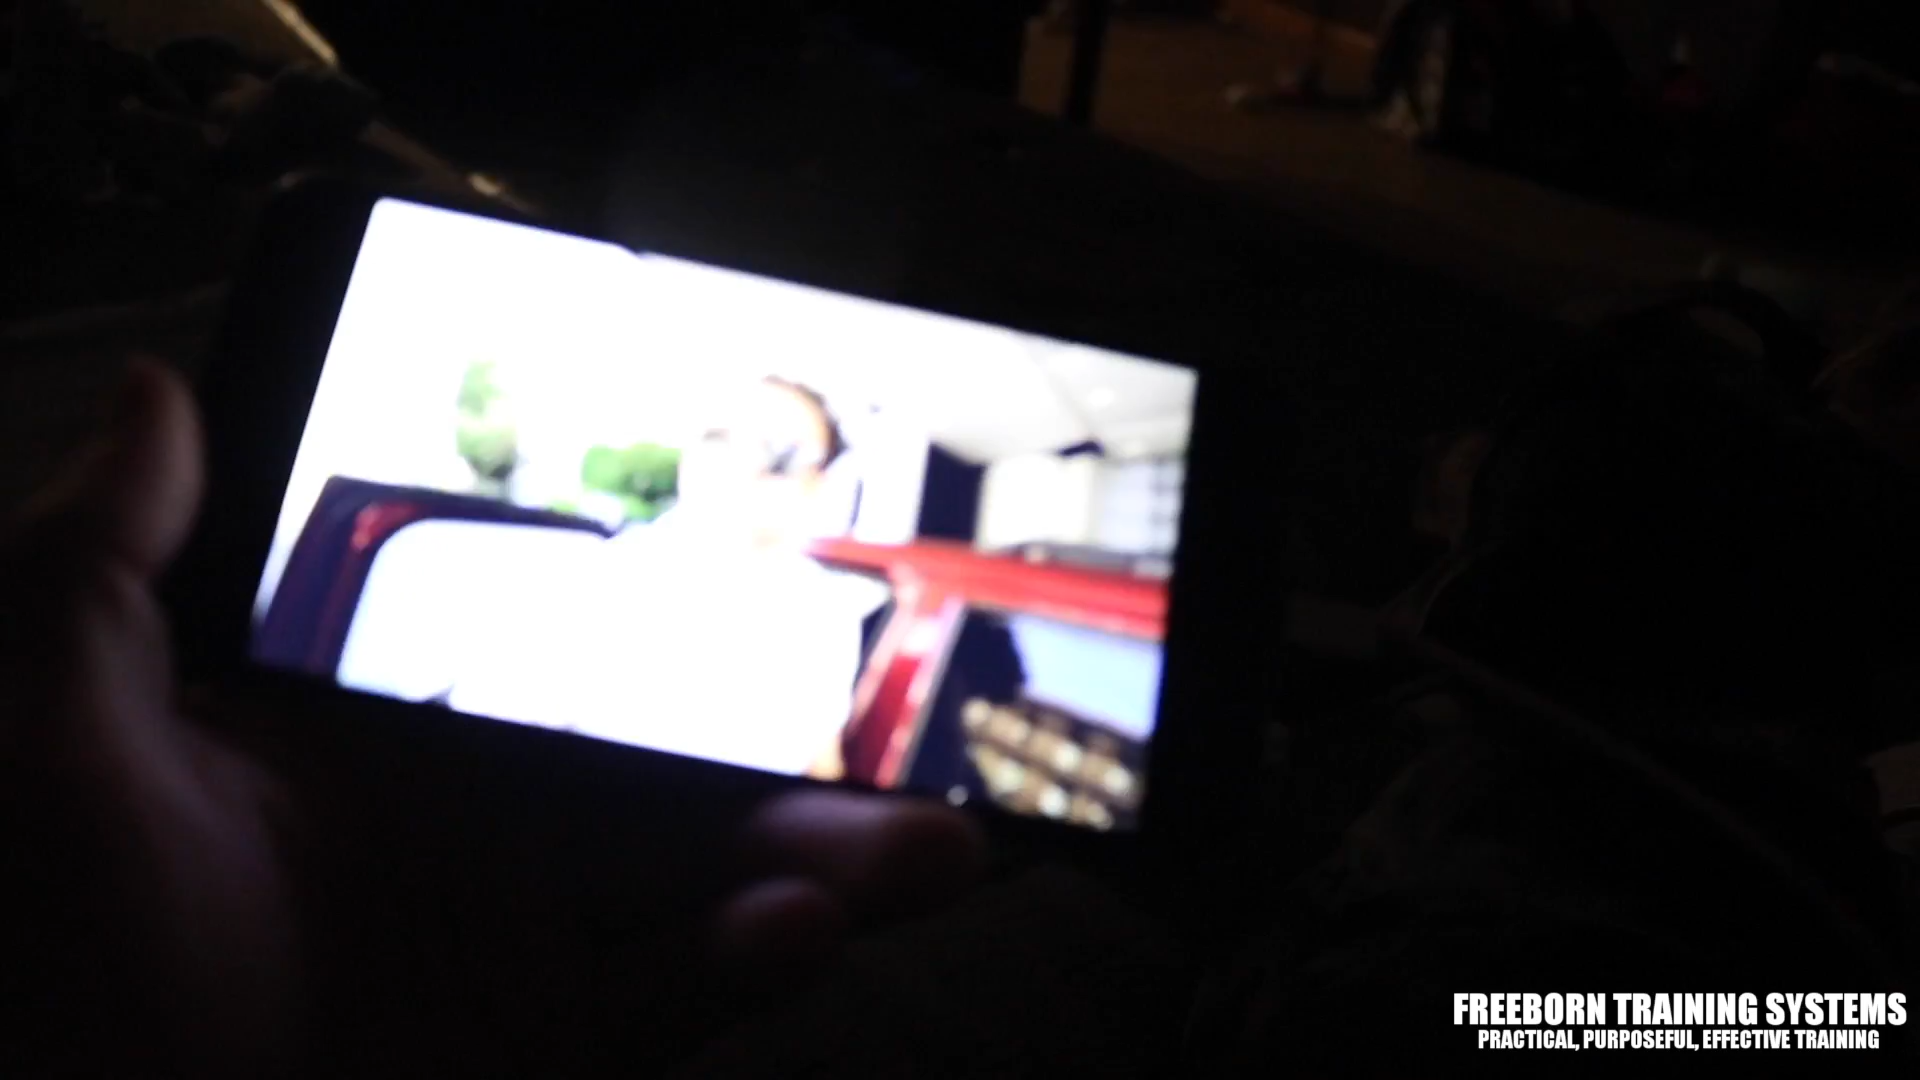 FREEBORN TRAINING SYSTEMS
PRACTICAL, PURPOSEFUL, EFFECTIVE TRAINING